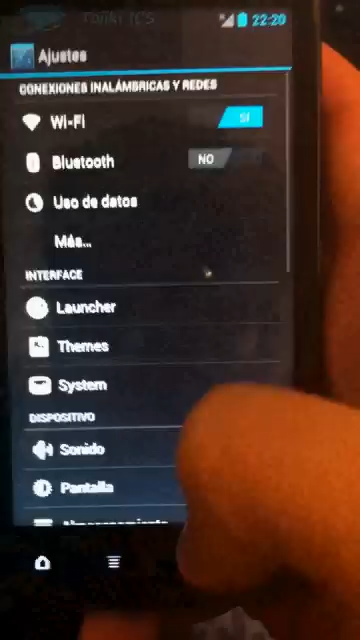 22:20
Ajustes
CONEXIONES INALÁMBRICAS Y REDES
Wi-Fi
SÍ
Bluetooth
NO
Uso de datos
Más...
INTERFACE
Launcher
Themes
System
DISPOSITIVO
Sonido
Pantalla
Almacenamiento